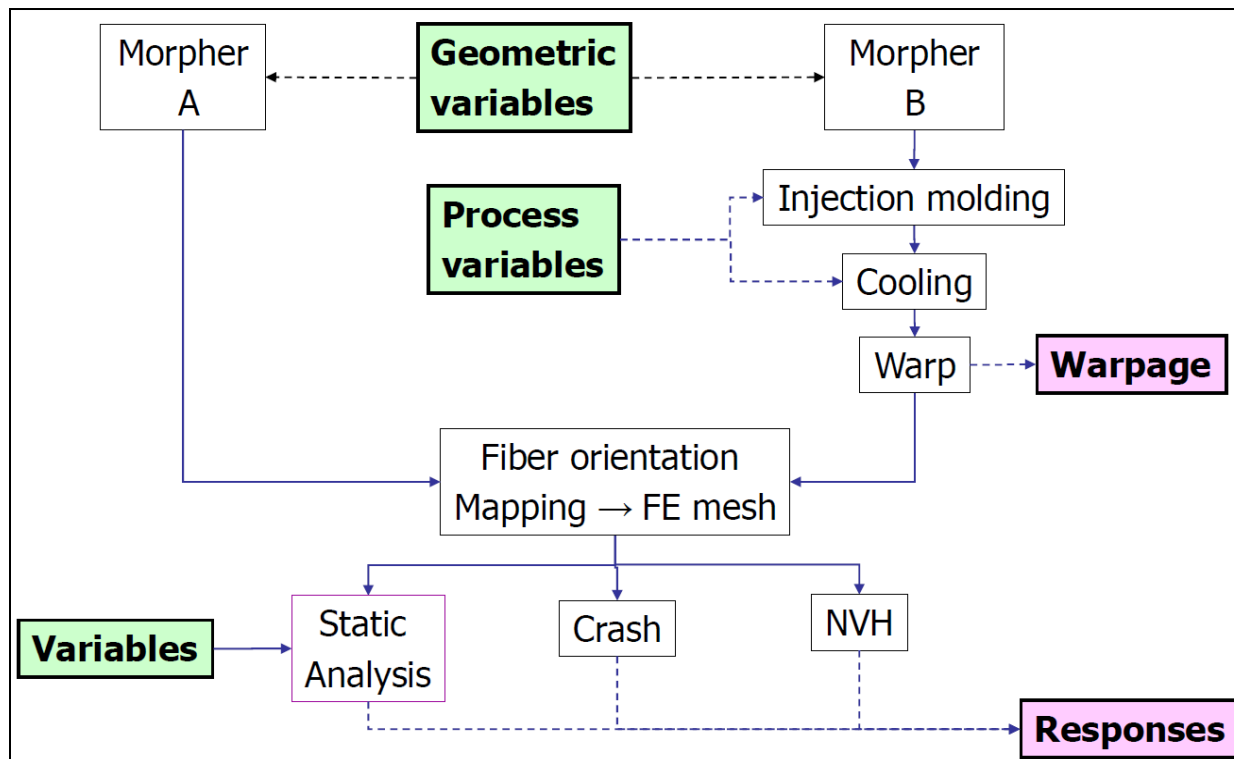 Morpher
A
Geometric
variables
Morpher
B
Process
variables
Injection molding
Cooling
Warp
Warpage
Fiber orientation
Mapping → FE mesh
Variables
Static
Analysis
Crash
NVH
Responses